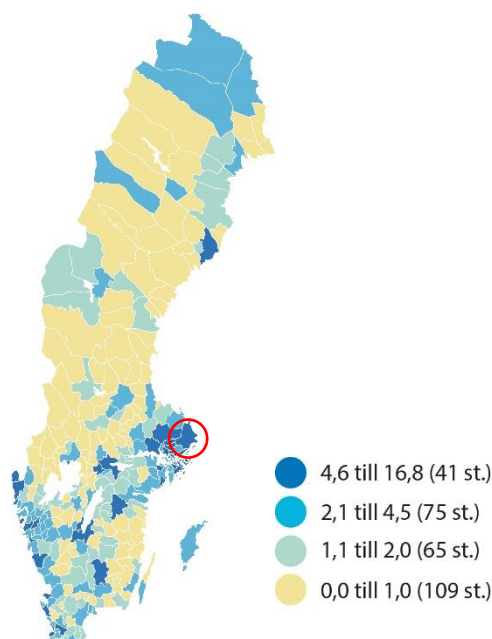 4,6 till 16,8 (41 st.)
2,1 till 4,5 (75 st.)
1,1 till 2,0 (65 st.)
0,0 till 1,0 (109 st.)